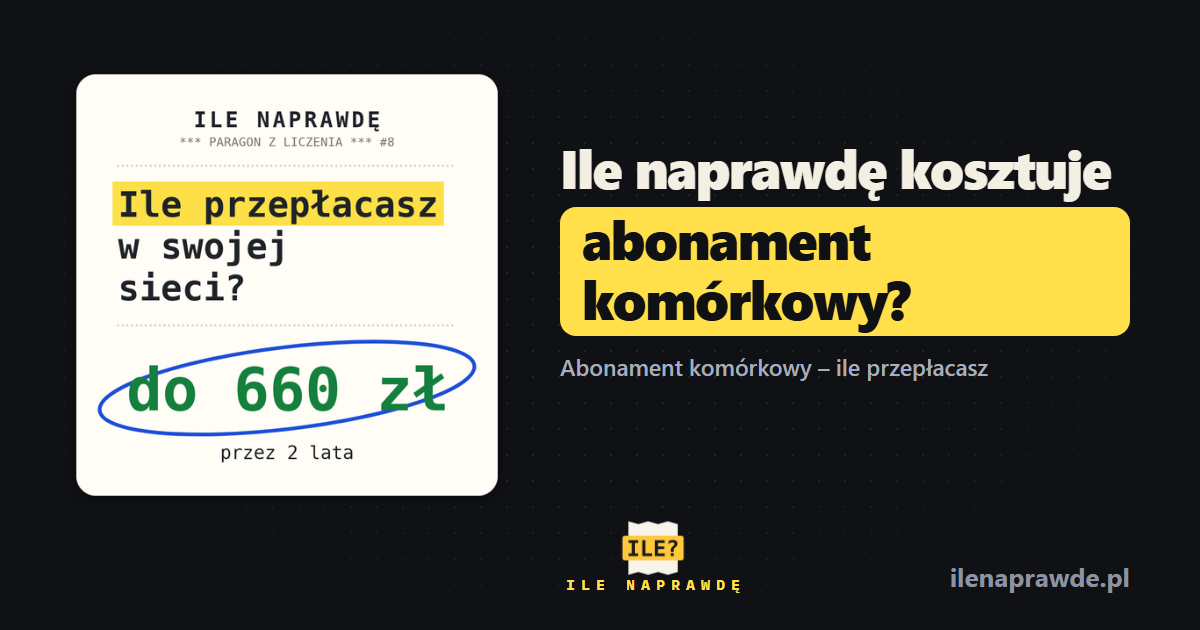 ILE NAPRAWDĘ
*** PARAGON Z LICZENIA *** #8
Ile przepłacasz
w swojej
sieci?
do 660 zł
przez 2 lata
Ile naprawdę kosztuje
abonament
komórkowy?
Abonament komórkowy – ile przepłacasz
ILE?
ILE NAPRAWDĘ
ilenaprawde.pl